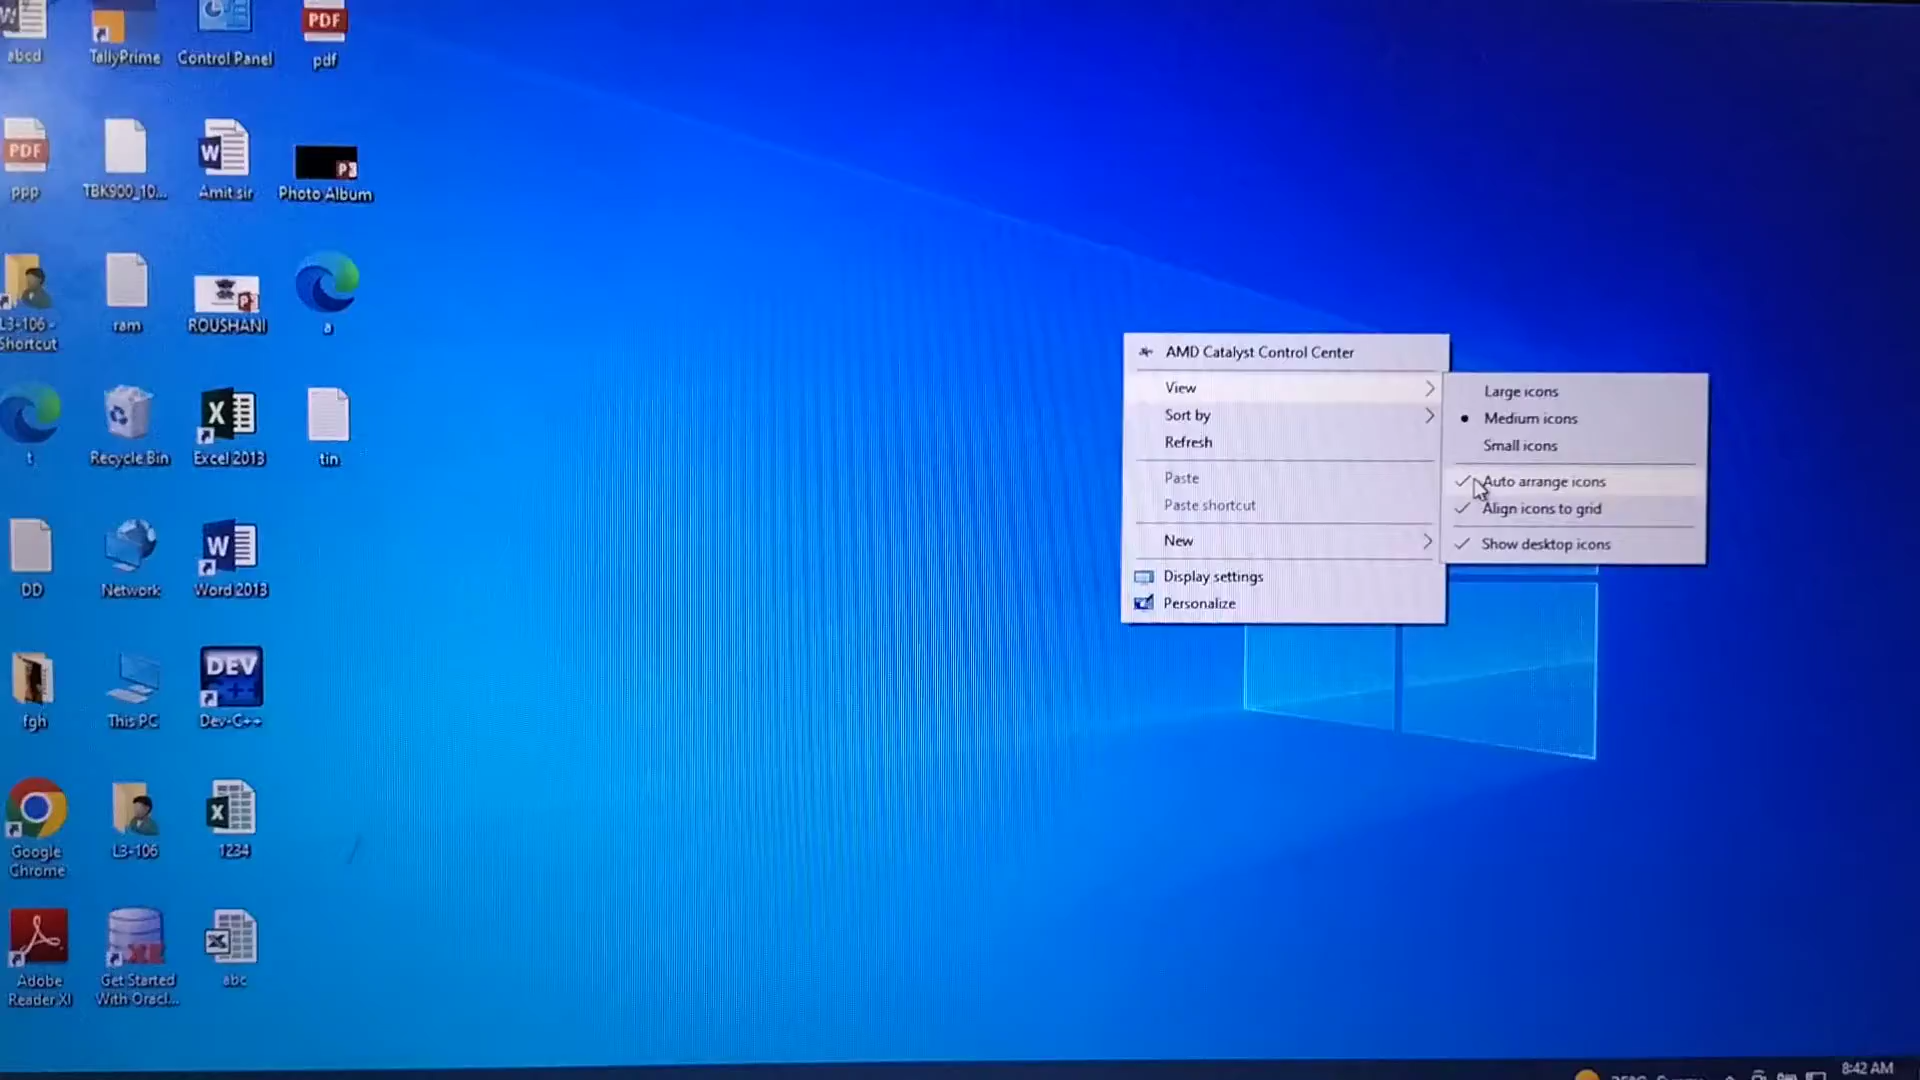 abcd
TallyPrime
Control Panel
PDF
pdf
PDF
ppp
TBK900_10...
W
Amit sir
P
Photo Album
L3-106 -
Shortcut
ram
P
ROUSHANI
a
t
Recycle Bin
X
Excel 2013
tin
DD
Network
W
Word 2013
fgh
This PC
DEV
C++
Dev-C++
Google
Chrome
L3-106
X
1234
Adobe
Reader XI
XE
Get Started
With Oracl...
X
abc
AMD Catalyst Control Center
View
Sort by
Refresh
Paste
Paste shortcut
New
Display settings
Personalize
Large icons
Medium icons
Small icons
Auto arrange icons
Align icons to grid
Show desktop icons
8:42 AM